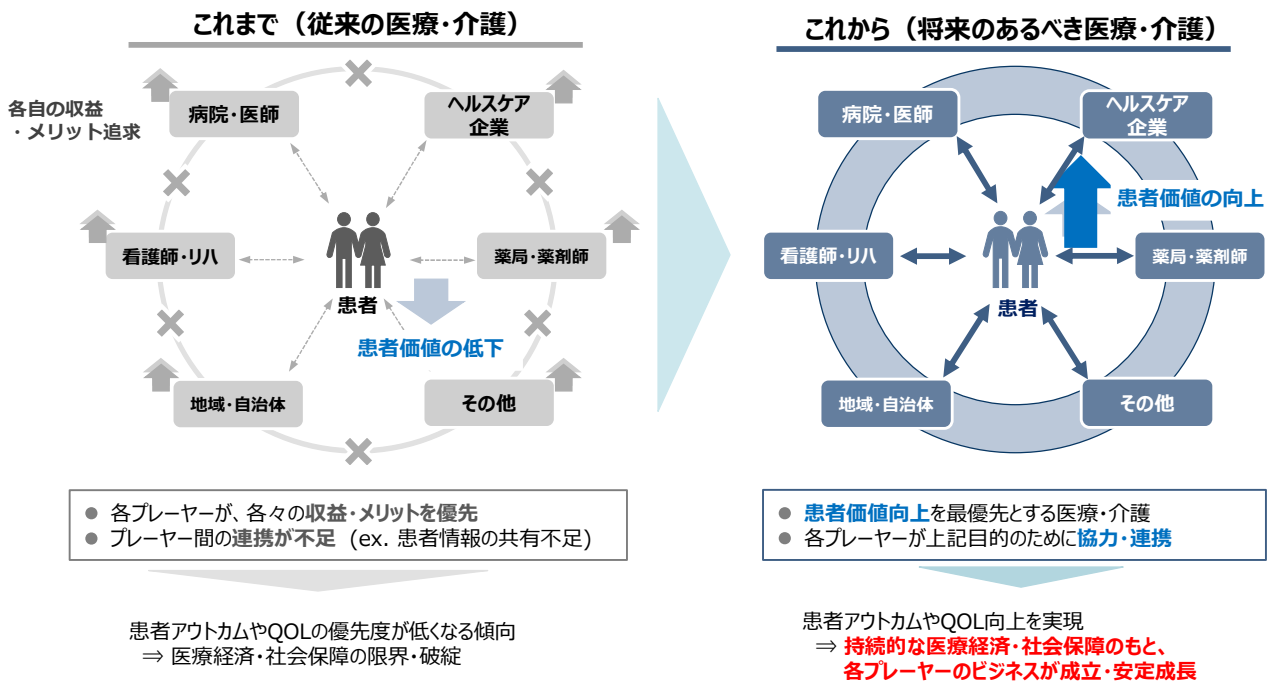 これまで（従来の医療・介護）
各自の収益
・メリット追求
病院・医師
ヘルスケア
企業
看護師・リハ
薬局・薬剤師
患者
患者価値の低下
地域・自治体
その他
● 各プレーヤーが、各々の収益・メリットを優先
● プレーヤー間の連携が不足 (ex. 患者情報の共有不足)
患者アウトカムやQOLの優先度が低くなる傾向
⇒ 医療経済・社会保障の限界・破綻
これから（将来のあるべき医療・介護）
病院・医師
ヘルスケア
企業
患者価値の向上
看護師・リハ
薬局・薬剤師
患者
地域・自治体
その他
● 患者価値向上を最優先とする医療・介護
● 各プレーヤーが上記目的のために協力・連携
患者アウトカムやQOL向上を実現
⇒ 持続的な医療経済・社会保障のもと、
各プレーヤーのビジネスが成立・安定成長